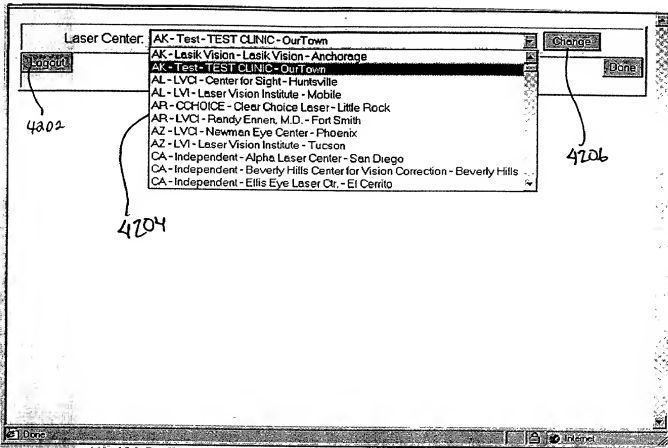 Laser Center: AK - Test - TEST CLINIC - OurTown Change
Logout Done
AK - Lasik Vision - Lasik Vision - Anchorage
AK - Test - TEST CLINIC - OurTown
AL - LVCI - Center for Sight - Huntsville
AL - LVI - Laser Vision Institute - Mobile
AR - CCHOICE - Clear Choice Laser - Little Rock
AR - LVCI - Randy Ennen, M.D. - Fort Smith
AZ - LVCI - Newman Eye Center - Phoenix
AZ - LVI - Laser Vision Institute - Tucson
CA - Independent - Alpha Laser Center - San Diego
CA - Independent - Beverly Hills Center for Vision Correction - Beverly Hills
CA - Independent - Ellis Eye Laser Ctr. - El Cerrito
4202
4204
4206
Done Internet